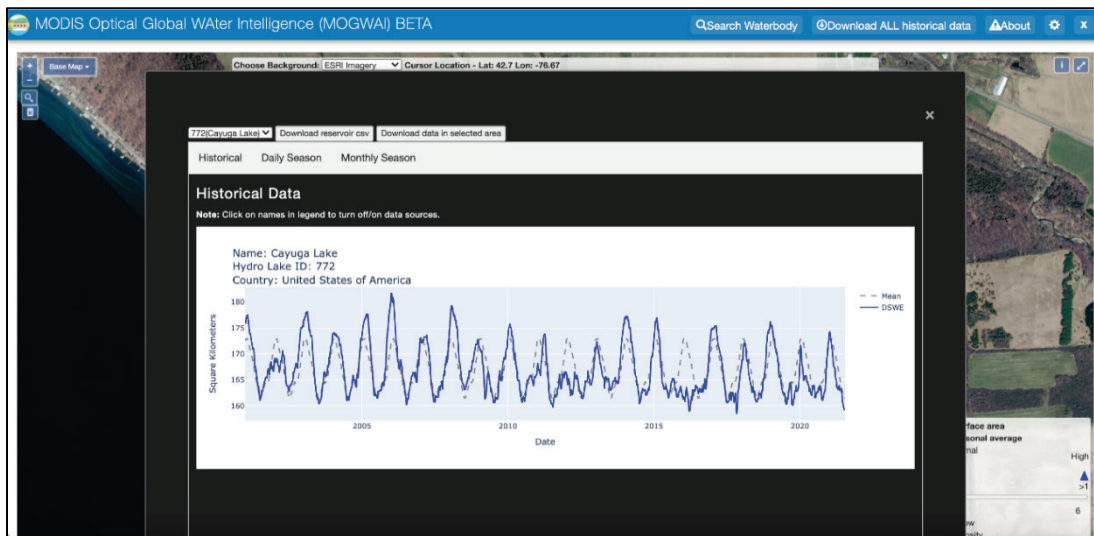 MODIS Optical Global WAter Intelligence (MOGWAI) BETA
Search Waterbody
Download ALL historical data
About
x
+
−
Base Map
Choose Background: ESRI Imagery Cursor Location - Lat: 42.7 Lon: -76.67
i
×
772(Cayuga Lake) Download reservoir csv Download data in selected area
Historical Daily Season Monthly Season
Historical Data
Note: Click on names in legend to turn off/on data sources.
Name: Cayuga Lake
Hydro Lake ID: 772
Country: United States of America
Mean
DSWE
Square Kilometers
180
175
170
165
160
2005 2010 2015 2020
Date
face area
sonal average
mal
High
>1
6